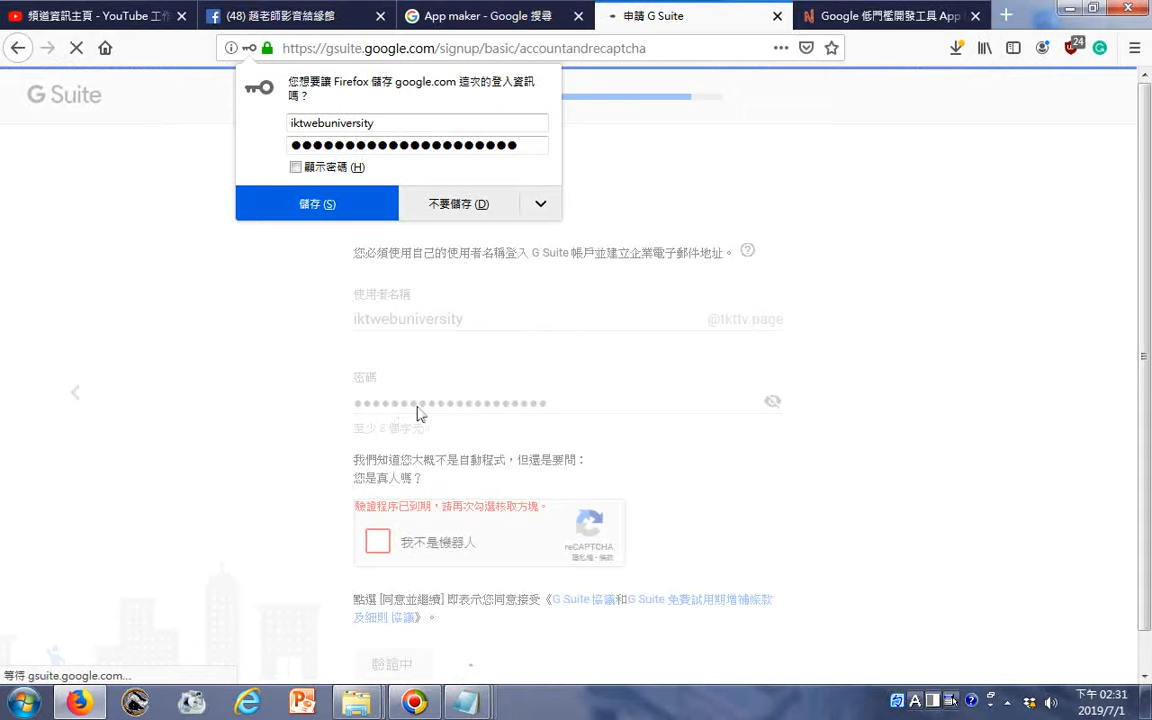 頻道資訊主頁 - YouTube 工作
(48) 趙老師影音結緣館
App maker - Google 搜尋
申請 G Suite
Google 低門檻開發工具 App
https://gsuite.google.com/signup/basic/accountandrecaptcha
24
G Suite
您想要讓 Firefox 儲存 google.com 這次的登入資訊
嗎？
iktwebuniversity
●●●●●●●●●●●●●●●●●●●●
顯示密碼 (H)
儲存 (S)
不要儲存 (D)
您必須使用自己的使用者名稱登入 G Suite 帳戶並建立企業電子郵件地址。
使用者名稱
iktwebuniversity
@tkttv.page
密碼
●●●●●●●●●●●●●●●●●●●●
至少 8 個字元
我們知道您大概不是自動程式，但還是要問：
您是真人嗎？
驗證程序已到期，請再次勾選核取方塊。
我不是機器人
reCAPTCHA
隱私權 - 條款
點選 [同意並繼續] 即表示您同意接受《G Suite 協議和G Suite 免費試用期增補條款
及細則 協議》。
驗證中
等待 gsuite.google.com...
下午 02:31
2019/7/1